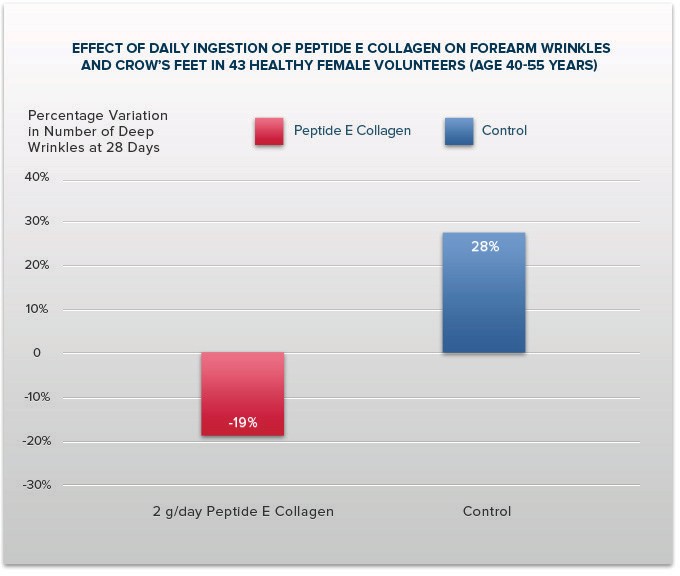 EFFECT OF DAILY INGESTION OF PEPTIDE E COLLAGEN ON FOREARM WRINKLES
AND CROW'S FEET IN 43 HEALTHY FEMALE VOLUNTEERS (AGE 40-55 YEARS)
Percentage Variation
in Number of Deep
Wrinkles at 28 Days
Peptide E Collagen
Control
40%
30%
20%
10%
0
-10%
-20%
-30%
28%
-19%
2 g/day Peptide E Collagen
Control